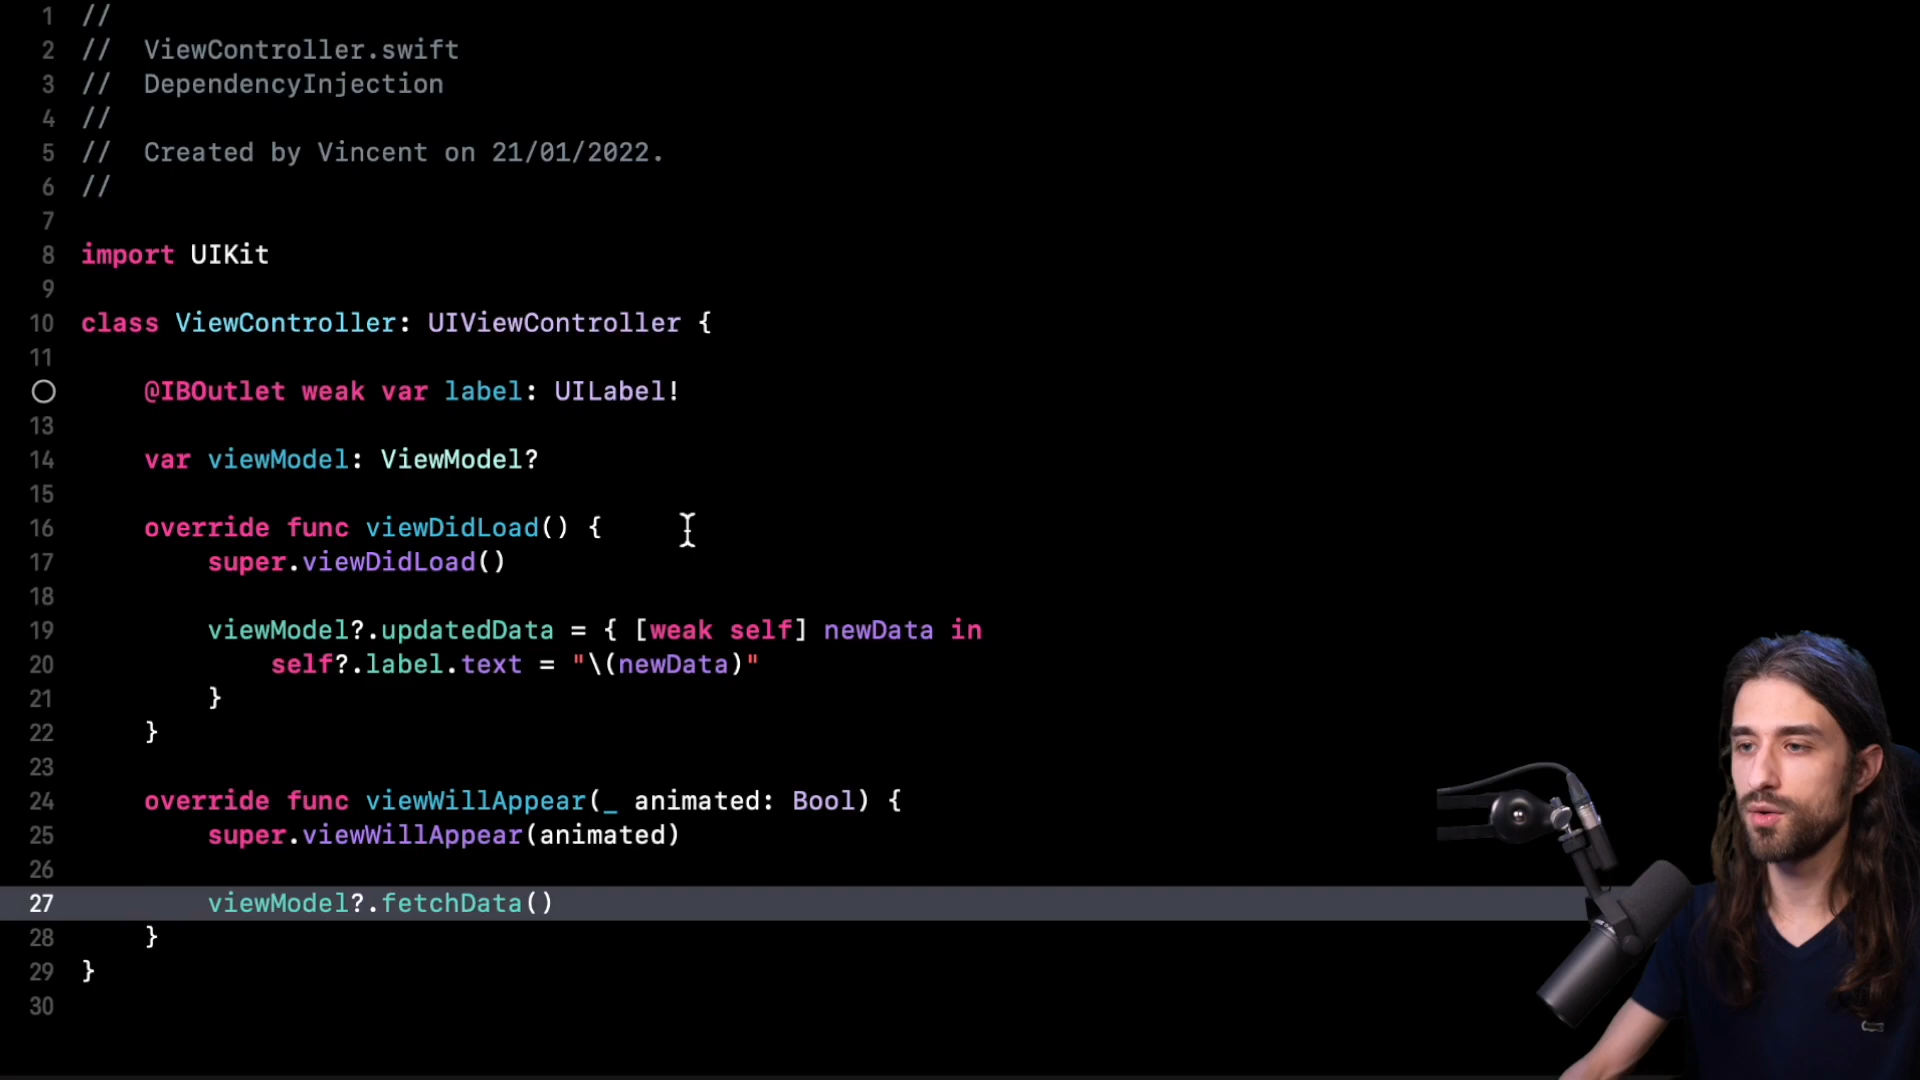 1 //
2 //  ViewController.swift
3 //  DependencyInjection
4 //
5 //  Created by Vincent on 21/01/2022.
6 //
7
8 import UIKit
9
10 class ViewController: UIViewController {
11
    @IBOutlet weak var label: UILabel!
13
14     var viewModel: ViewModel?
15
16     override func viewDidLoad() {
17         super.viewDidLoad()
18
19         viewModel?.updatedData = { [weak self] newData in
20             self?.label.text = "\(newData)"
21         }
22     }
23
24     override func viewWillAppear(_ animated: Bool) {
25         super.viewWillAppear(animated)
26
27         viewModel?.fetchData()
28     }
29 }
30